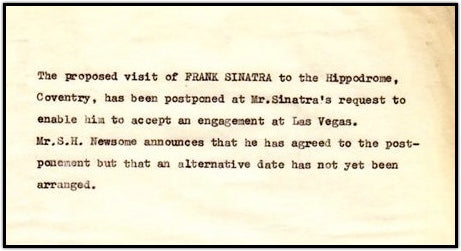 The proposed visit of FRANK SINATRA to the Hippodrome,
Coventry, has been postponed at Mr.Sinatra's request to
enable him to accept an engagement at Las Vegas.
Mr.S.H. Newsome announces that he has agreed to the post-
ponement but that an alternative date has not yet been
arranged.